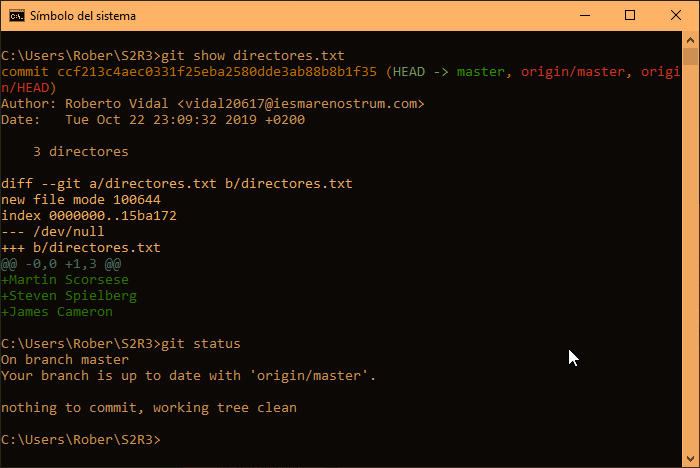 Símbolo del sistema
C:\Users\Rober\S2R3>git show directores.txt
commit ccf213c4aec0331f25eba2580dde3ab88b8b1f35 (HEAD -> master, origin/master, origi
n/HEAD)
Author: Roberto Vidal <vidal20617@iesmarenostrum.com>
Date:   Tue Oct 22 23:09:32 2019 +0200
    3 directores
diff --git a/directores.txt b/directores.txt
new file mode 100644
index 0000000..15ba172
--- /dev/null
+++ b/directores.txt
@@ -0,0 +1,3 @@
+Martin Scorsese
+Steven Spielberg
+James Cameron
C:\Users\Rober\S2R3>git status
On branch master
Your branch is up to date with 'origin/master'.
nothing to commit, working tree clean
C:\Users\Rober\S2R3>